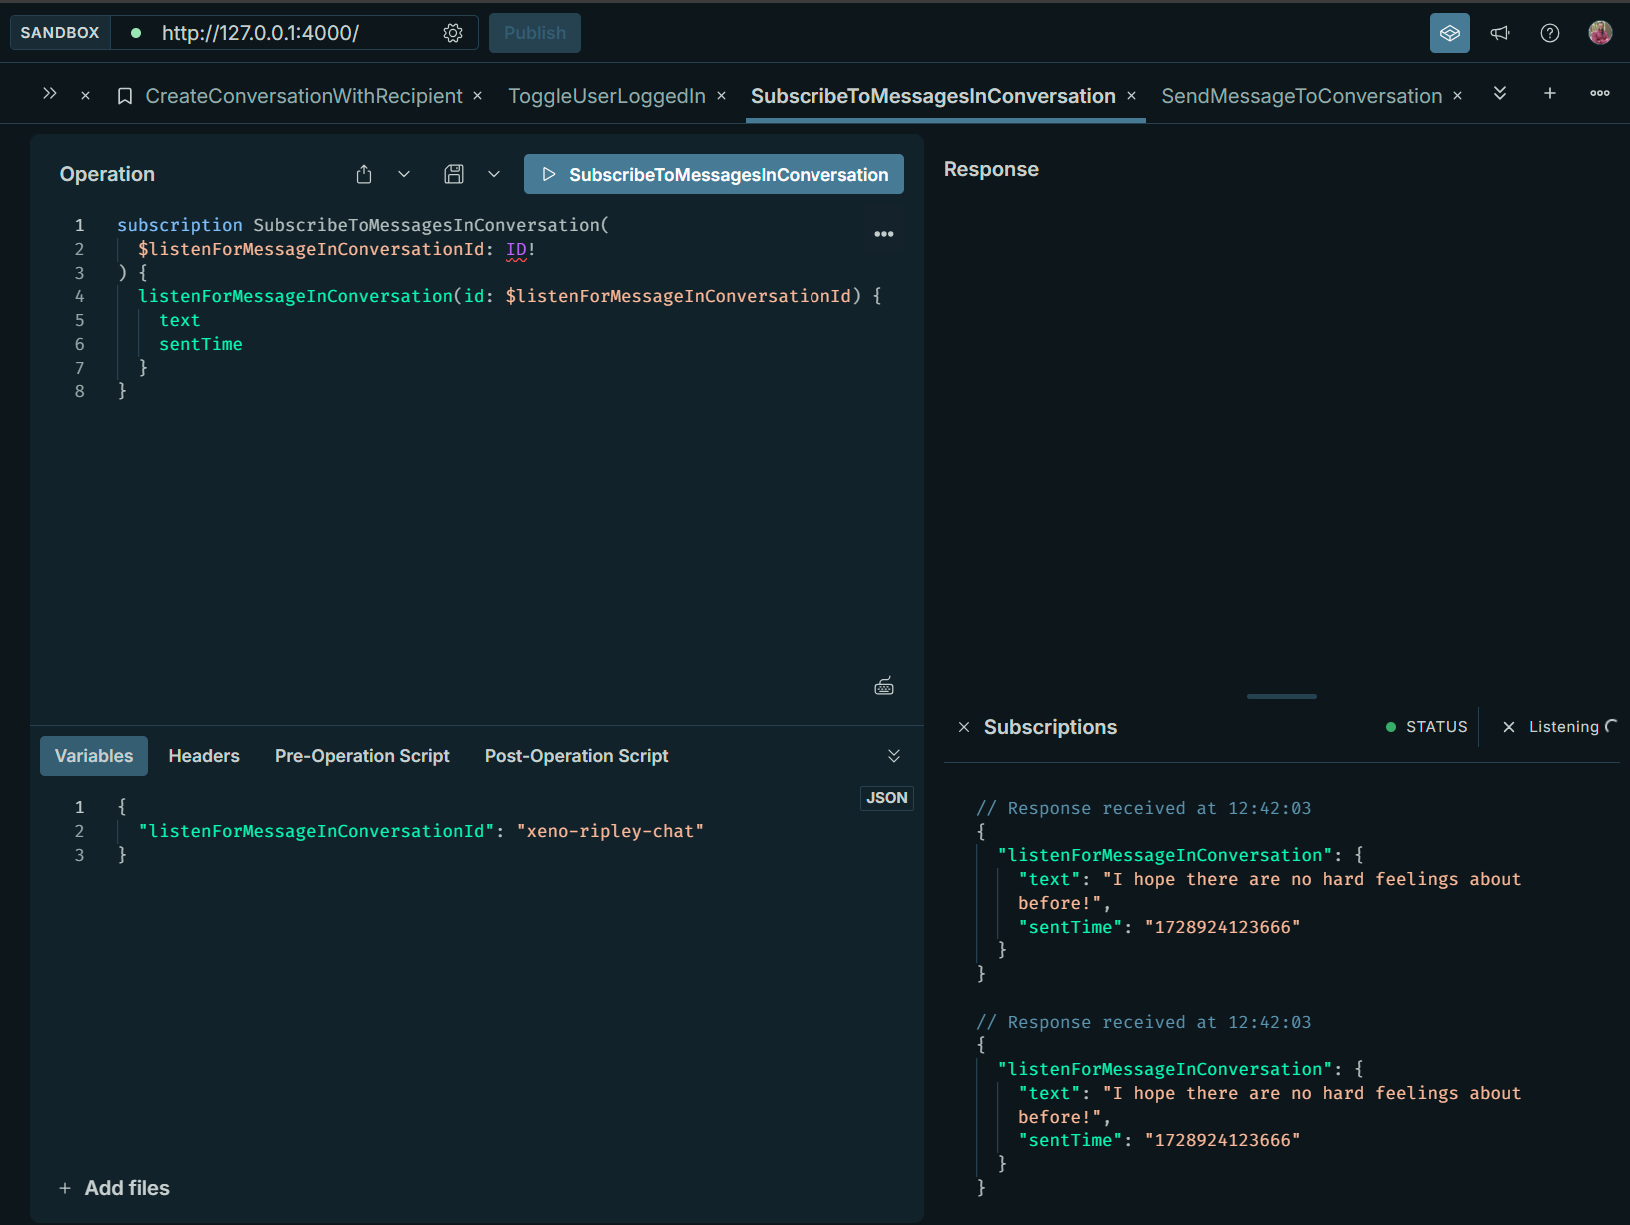 SANDBOX http://127.0.0.1:4000/ Publish
CreateConversationWithRecipient ToggleUserLoggedIn SubscribeToMessagesInConversation SendMessageToConversation
Operation
SubscribeToMessagesInConversation
1 subscription SubscribeToMessagesInConversation(
2 $listenForMessageInConversationId: ID!
3 ) {
4 listenForMessageInConversation(id: $listenForMessageInConversationId) {
5 text
6 sentTime
7 }
8 }
Variables Headers Pre-Operation Script Post-Operation Script
JSON
1 {
2 "listenForMessageInConversationId": "xeno-ripley-chat"
3 }
+ Add files
Response
Subscriptions STATUS Listening
// Response received at 12:42:03
{
"listenForMessageInConversation": {
"text": "I hope there are no hard feelings about
before!",
"sentTime": "1728924123666"
}
}
// Response received at 12:42:03
{
"listenForMessageInConversation": {
"text": "I hope there are no hard feelings about
before!",
"sentTime": "1728924123666"
}
}